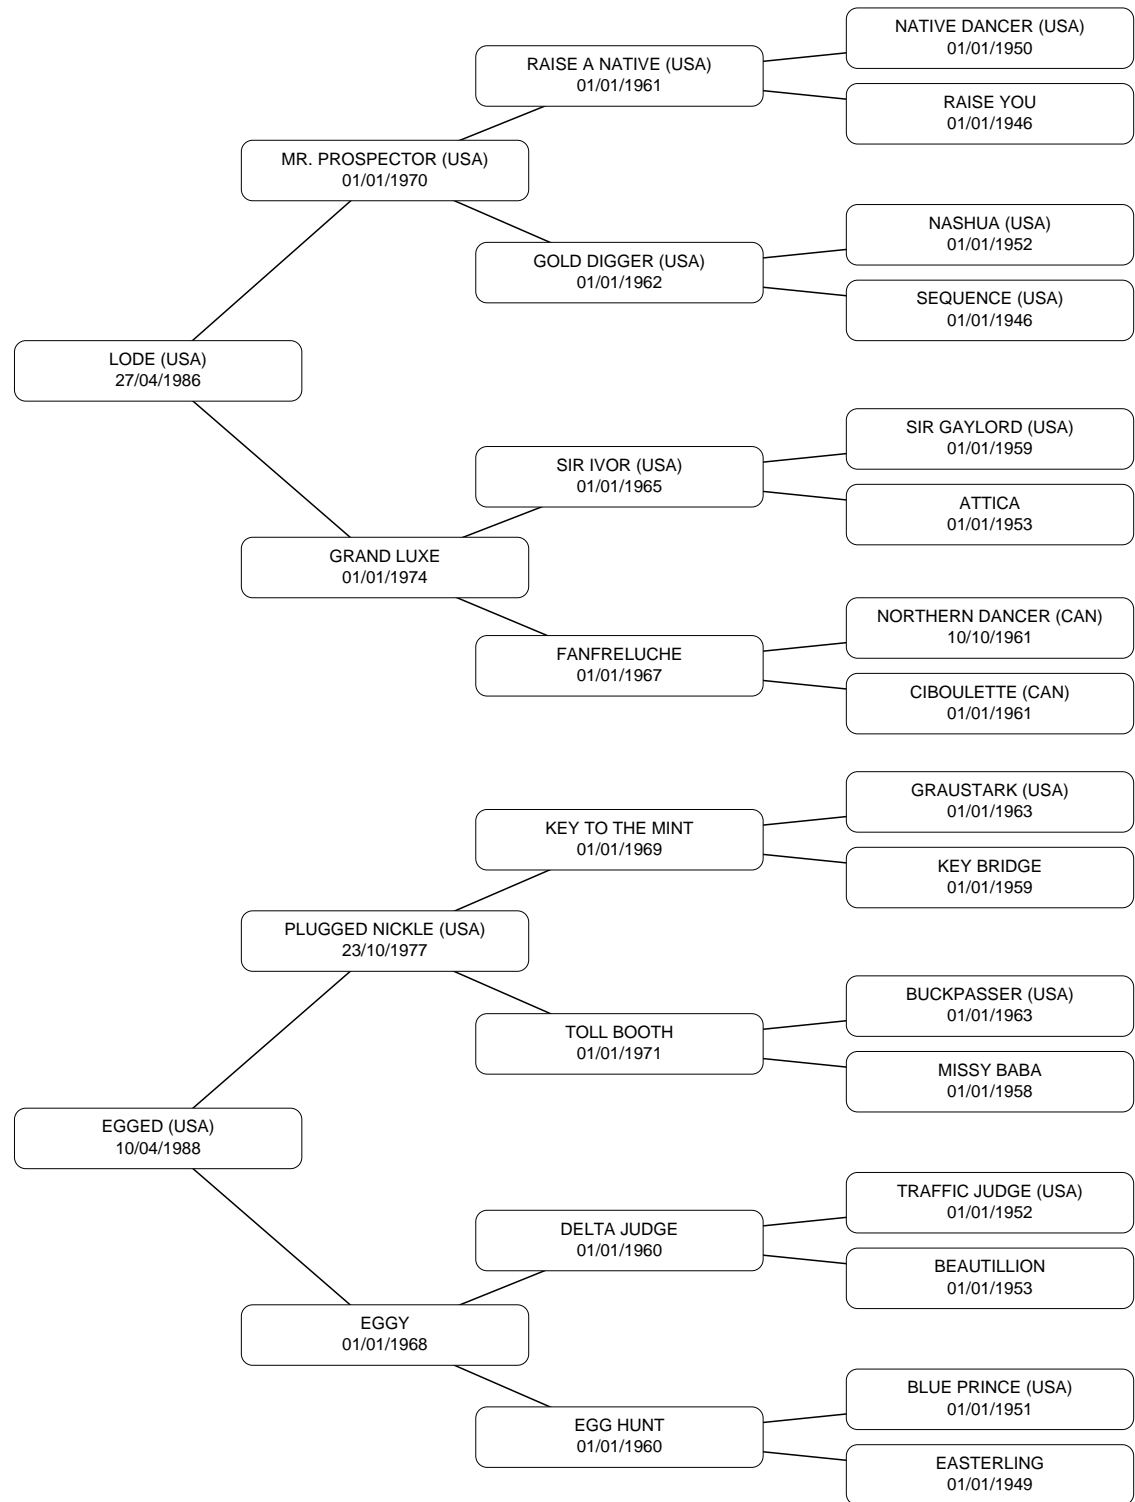 NATIVE DANCER (USA)
01/01/1950
RAISE A NATIVE (USA)
01/01/1961
RAISE YOU
01/01/1946
MR. PROSPECTOR (USA)
01/01/1970
NASHUA (USA)
01/01/1952
GOLD DIGGER (USA)
01/01/1962
SEQUENCE (USA)
01/01/1946
LODE (USA)
27/04/1986
SIR GAYLORD (USA)
01/01/1959
SIR IVOR (USA)
01/01/1965
ATTICA
01/01/1953
GRAND LUXE
01/01/1974
NORTHERN DANCER (CAN)
10/10/1961
FANFRELUCHE
01/01/1967
CIBOULETTE (CAN)
01/01/1961
GRAUSTARK (USA)
01/01/1963
KEY TO THE MINT
01/01/1969
KEY BRIDGE
01/01/1959
PLUGGED NICKLE (USA)
23/10/1977
BUCKPASSER (USA)
01/01/1963
TOLL BOOTH
01/01/1971
MISSY BABA
01/01/1958
EGGED (USA)
10/04/1988
TRAFFIC JUDGE (USA)
01/01/1952
DELTA JUDGE
01/01/1960
BEAUTILLION
01/01/1953
EGGY
01/01/1968
BLUE PRINCE (USA)
01/01/1951
EGG HUNT
01/01/1960
EASTERLING
01/01/1949